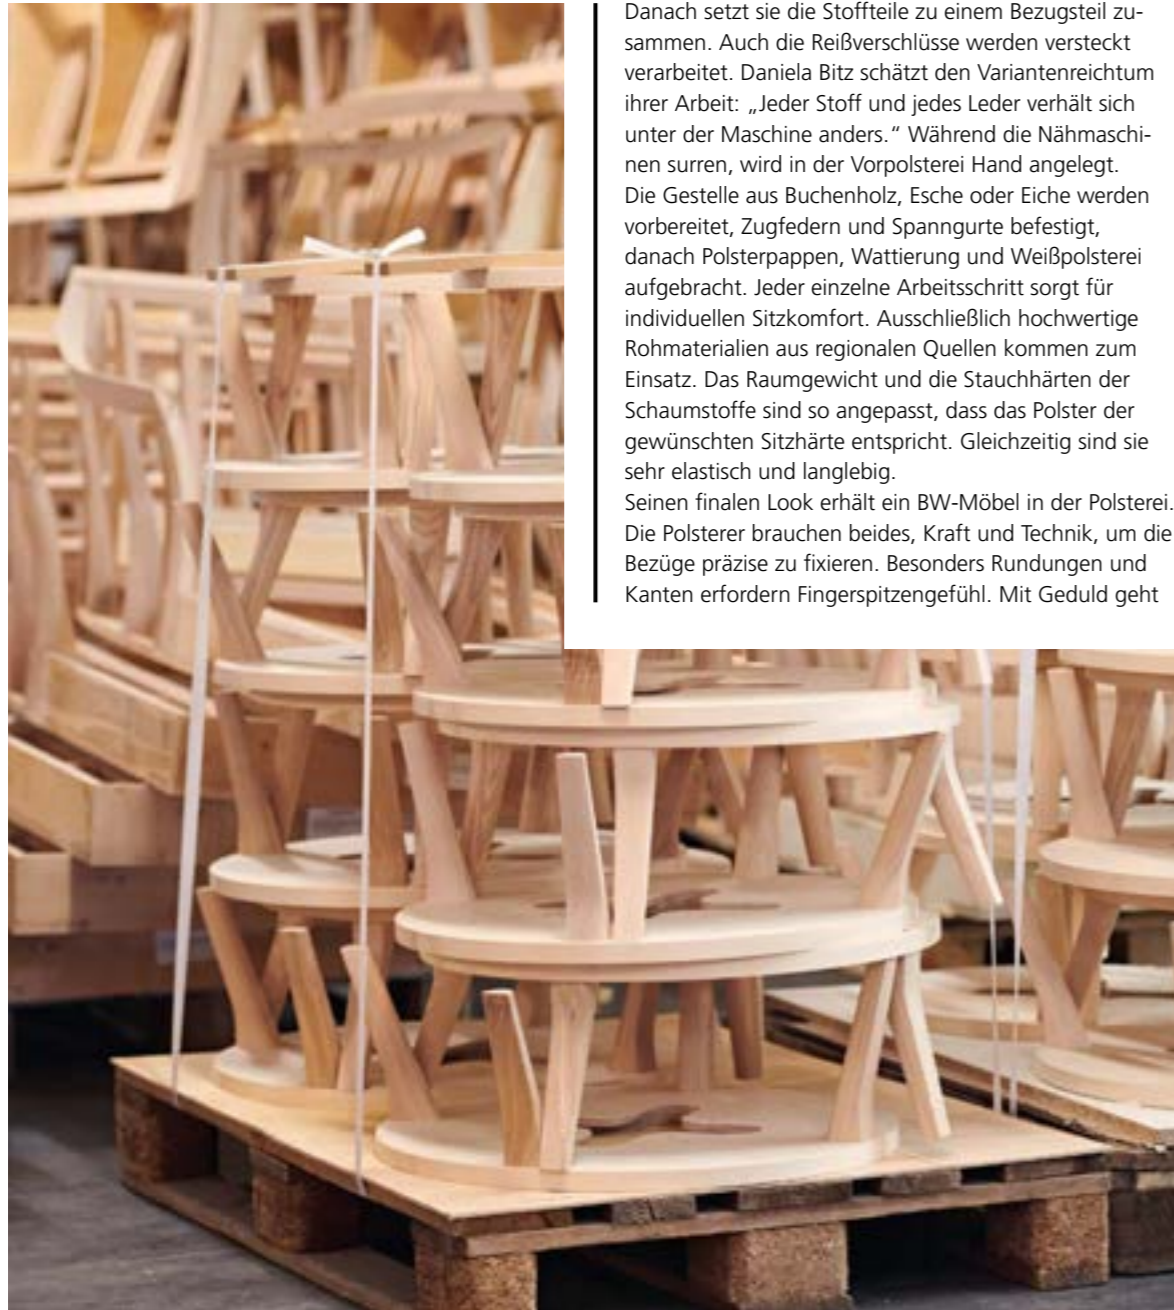 Danach setzt sie die Stoffteile zu einem Bezugsteil zu-
sammen. Auch die Reißverschlüsse werden versteckt
verarbeitet. Daniela Bitz schätzt den Variantenreichtum
ihrer Arbeit: „Jeder Stoff und jedes Leder verhält sich
unter der Maschine anders.“ Während die Nähmaschi-
nen surren, wird in der Vorpolsterei Hand angelegt.
Die Gestelle aus Buchenholz, Esche oder Eiche werden
vorbereitet, Zugfedern und Spanngurte befestigt,
danach Polsterpappen, Wattierung und Weißpolsterei
aufgebracht. Jeder einzelne Arbeitsschritt sorgt für
individuellen Sitzkomfort. Ausschließlich hochwertige
Rohmaterialien aus regionalen Quellen kommen zum
Einsatz. Das Raumgewicht und die Stauchhärten der
Schaumstoffe sind so angepasst, dass das Polster der
gewünschten Sitzhärte entspricht. Gleichzeitig sind sie
sehr elastisch und langlebig.
Seinen finalen Look erhält ein BW-Möbel in der Polsterei.
Die Polsterer brauchen beides, Kraft und Technik, um die
Bezüge präzise zu fixieren. Besonders Rundungen und
Kanten erfordern Fingerspitzengefühl. Mit Geduld geht